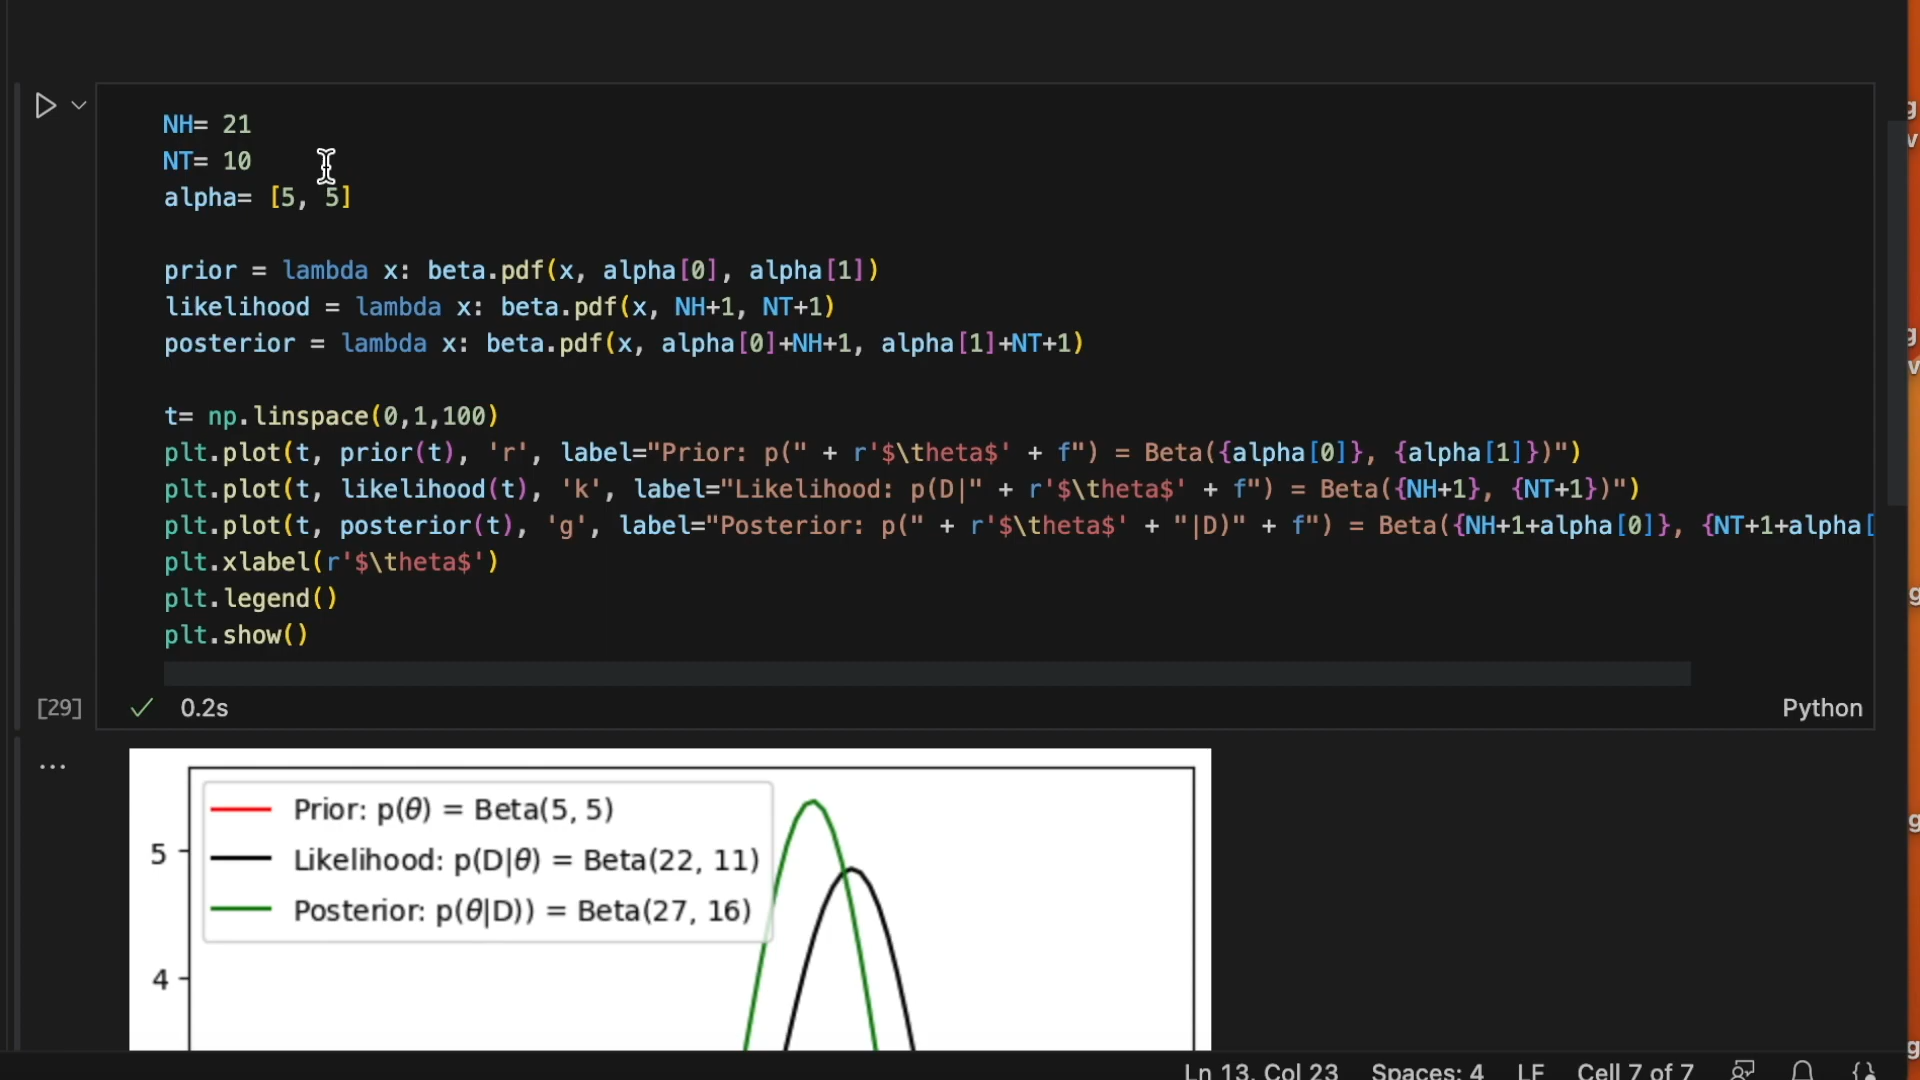 NH= 21
NT= 10
alpha= [5, 5]
prior = lambda x: beta.pdf(x, alpha[0], alpha[1])
likelihood = lambda x: beta.pdf(x, NH+1, NT+1)
posterior = lambda x: beta.pdf(x, alpha[0]+NH+1, alpha[1]+NT+1)
t= np.linspace(0,1,100)
plt.plot(t, prior(t), 'r', label="Prior: p(" + r'$\theta$' + f") = Beta({alpha[0]}, {alpha[1]})")
plt.plot(t, likelihood(t), 'k', label="Likelihood: p(D|" + r'$\theta$' + f") = Beta({NH+1}, {NT+1})")
plt.plot(t, posterior(t), 'g', label="Posterior: p(" + r'$\theta$' + "|D)" + f") = Beta({NH+1+alpha[0]}, {NT+1+alpha[
plt.xlabel(r'$\theta$')
plt.legend()
plt.show()
[29]
0.2s
Python
Prior: p(θ) = Beta(5, 5)
Likelihood: p(D|θ) = Beta(22, 11)
Posterior: p(θ|D)) = Beta(27, 16)
5
4
Ln 13, Col 23 Spaces: 4 LF Cell 7 of 7